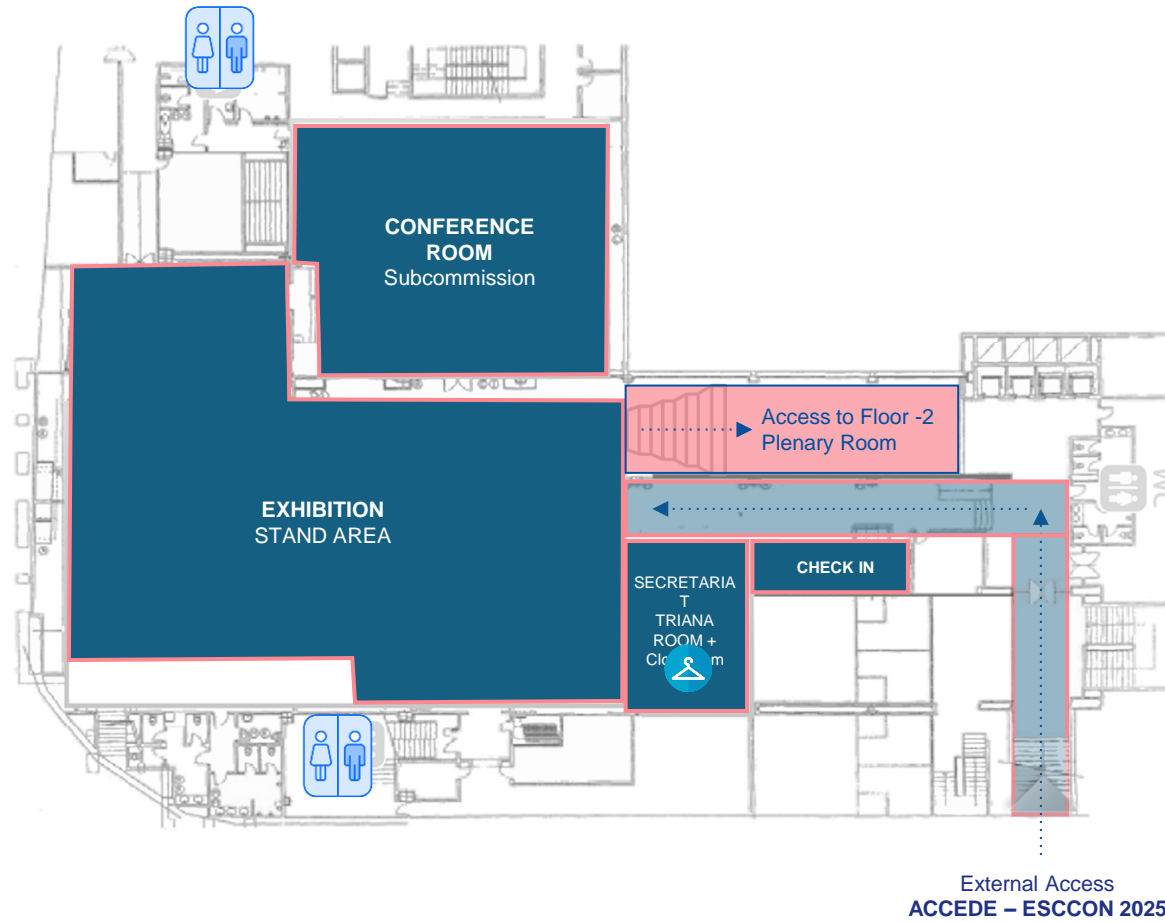 CONFERENCE
ROOM
Subcommission
Access to Floor -2
Plenary Room
EXHIBITION
STAND AREA
CHECK IN
SECRETARIA
T
TRIANA
ROOM +
WC
External Access
ACCEDE – ESCCON 2025